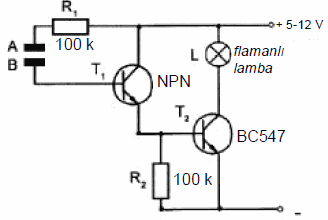 R1
+ 5-12 V
100 k
A
B
L
flamanlı
lamba
T1
NPN
T2
BC547
R2
100 k
-